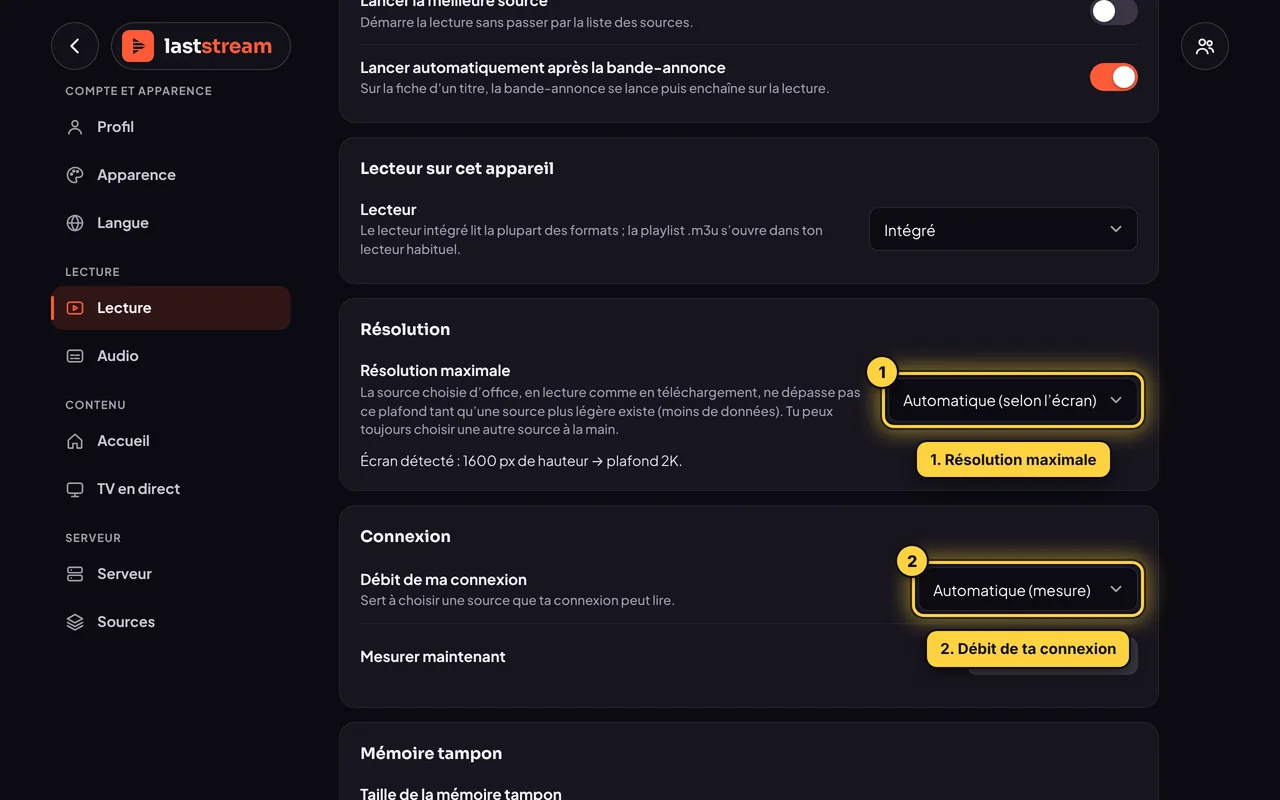 laststream
COMPTE ET APPARENCE
Profil
Apparence
Langue
LECTURE
Lecture
Audio
CONTENU
Accueil
TV en direct
SERVEUR
Serveur
Sources
Lancer la meilleure source
Démarre la lecture sans passer par la liste des sources.
Lancer automatiquement après la bande-annonce
Sur la fiche d’un titre, la bande-annonce se lance puis enchaîne sur la lecture.
Lecteur sur cet appareil
Lecteur
Le lecteur intégré lit la plupart des formats ; la playlist .m3u s’ouvre dans ton
lecteur habituel.
Intégré
Résolution
Résolution maximale
La source choisie d’office, en lecture comme en téléchargement, ne dépasse pas
ce plafond tant qu’une source plus légère existe (moins de données). Tu peux
toujours choisir une autre source à la main.
Écran détecté : 1600 px de hauteur → plafond 2K.
1
Automatique (selon l’écran)
1. Résolution maximale
Connexion
Débit de ma connexion
Sert à choisir une source que ta connexion peut lire.
2
Automatique (mesure)
2. Débit de ta connexion
Mesurer maintenant
Mémoire tampon
Taille de la mémoire tampon